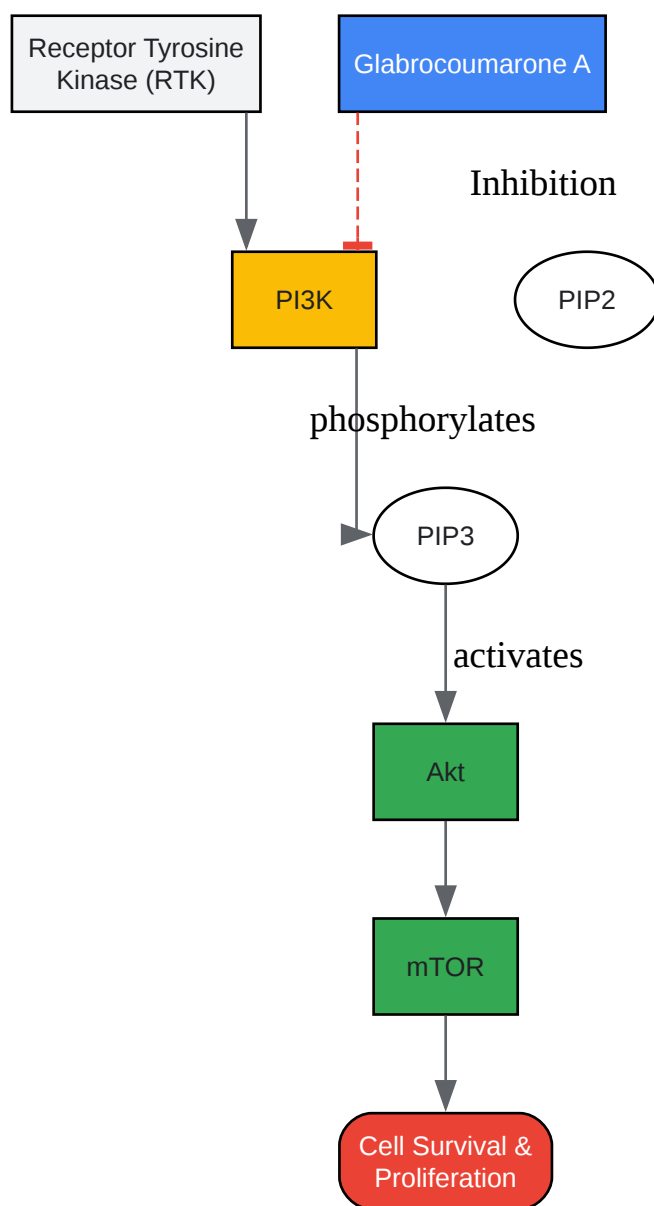 Receptor Tyrosine
Kinase (RTK)
Glabrocoumarone A
Inhibition
PI3K
PIP2
phosphorylates
PIP3
activates
Akt
mTOR
Cell Survival &
Proliferation